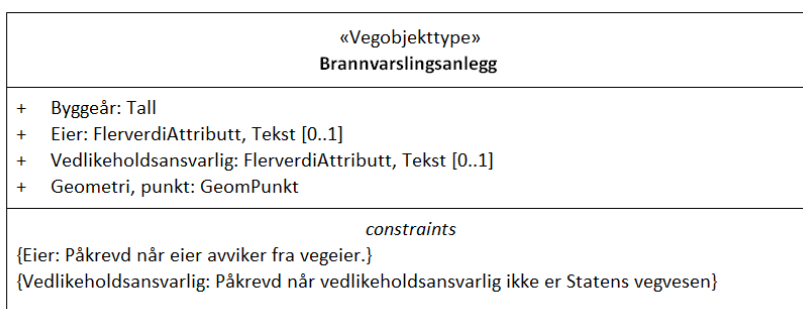 «Vegobjekttype»
Brannvarslingsanlegg
+ Byggeår: Tall
+ Eier: FlerverdiAttributt, Tekst [0..1]
+ Vedlikeholdsansvarlig: FlerverdiAttributt, Tekst [0..1]
+ Geometri, punkt: GeomPunkt
constraints
{Eier: Påkrevd når eier avviker fra vegeier.}
{Vedlikeholdsansvarlig: Påkrevd når vedlikeholdsansvarlig ikke er Statens vegvesen}